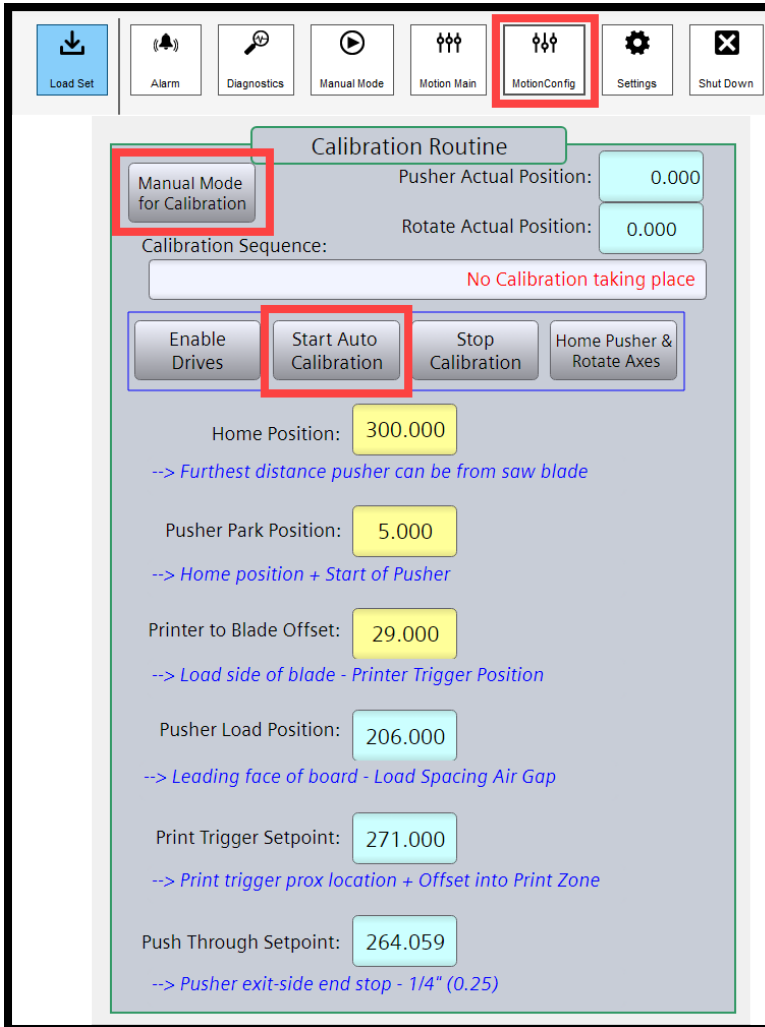 Load Set
Alarm
Diagnostics
Manual Mode
Motion Main
MotionConfig
Settings
Shut Down
Calibration Routine
Manual Mode
for Calibration
Pusher Actual Position: 0.000
Rotate Actual Position: 0.000
Calibration Sequence:
No Calibration taking place
Enable
Drives
Start Auto
Calibration
Stop
Calibration
Home Pusher &
Rotate Axes
Home Position: 300.000
--> Furthest distance pusher can be from saw blade
Pusher Park Position: 5.000
--> Home position + Start of Pusher
Printer to Blade Offset: 29.000
--> Load side of blade - Printer Trigger Position
Pusher Load Position: 206.000
--> Leading face of board - Load Spacing Air Gap
Print Trigger Setpoint: 271.000
--> Print trigger prox location + Offset into Print Zone
Push Through Setpoint: 264.059
--> Pusher exit-side end stop - 1/4" (0.25)